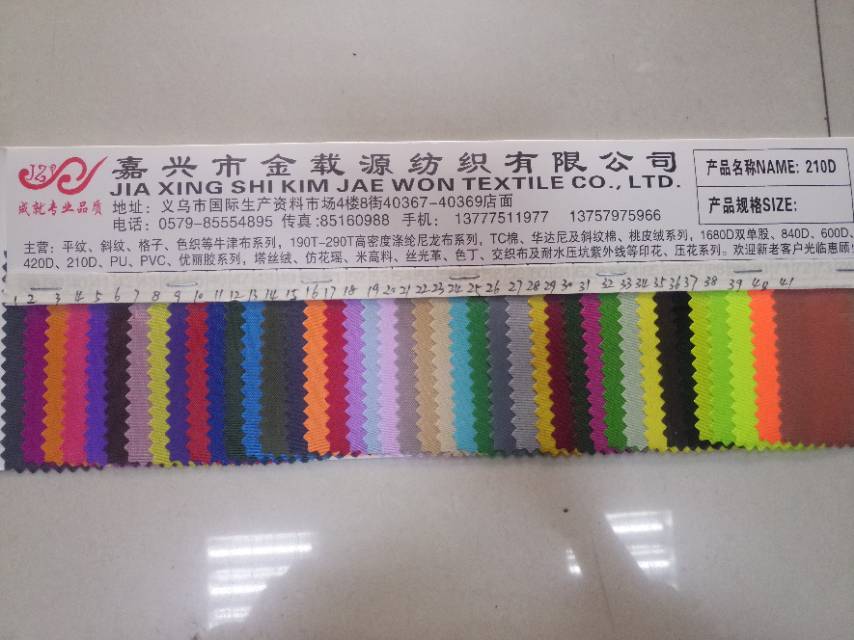 JZY
成就专业品质
嘉兴市金载源纺织有限公司
JIA XING SHI KIM JAE WON TEXTILE CO., LTD.
地址：义乌市国际生产资料市场4楼8街40367-40369店面
电话：0579-85554895 传真:85160988 手机：13777511977 13757975966
产品名称NAME: 210D
产品规格SIZE:
主营：平纹、斜纹、格子、色织等牛津布系列，190T-290T高密度涤纶尼龙布系列，TC棉、华达尼及斜纹棉、桃皮绒系列，1680D双单股、840D、600D、
420D、210D、PU、PVC、优丽胶系列，塔丝绒、仿花瑶、米高料、丝光革、色丁、交织布及耐水压坑紫外线等印花、压花系列。欢迎新老客户光临惠顾
1 2 3 4 5 6 7 8 9 10 11 12 13 14 15 16 17 18 19 20 21 22 23 24 25 26 27 28 29 30 31 32 33 34 35 36 37 38 39 40 41